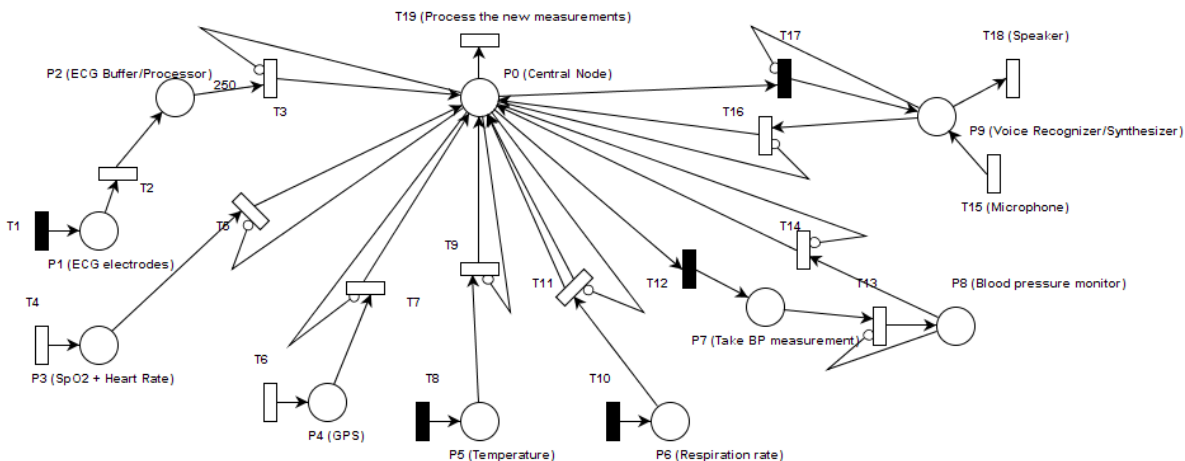 T19 (Process the new measurements)
T17
T18 (Speaker)
P2 (ECG Buffer/Processor)
P0 (Central Node)
250
T3
T16
P9 (Voice Recognizer/Synthesizer)
T2
T15 (Microphone)
T1
T5
T14
P1 (ECG electrodes)
T9
T11
T12
T13
P8 (Blood pressure monitor)
T4
T7
P7 (Take BP measurement)
T6
P3 (SpO2 + Heart Rate)
T8
T10
P4 (GPS)
P5 (Temperature)
P6 (Respiration rate)